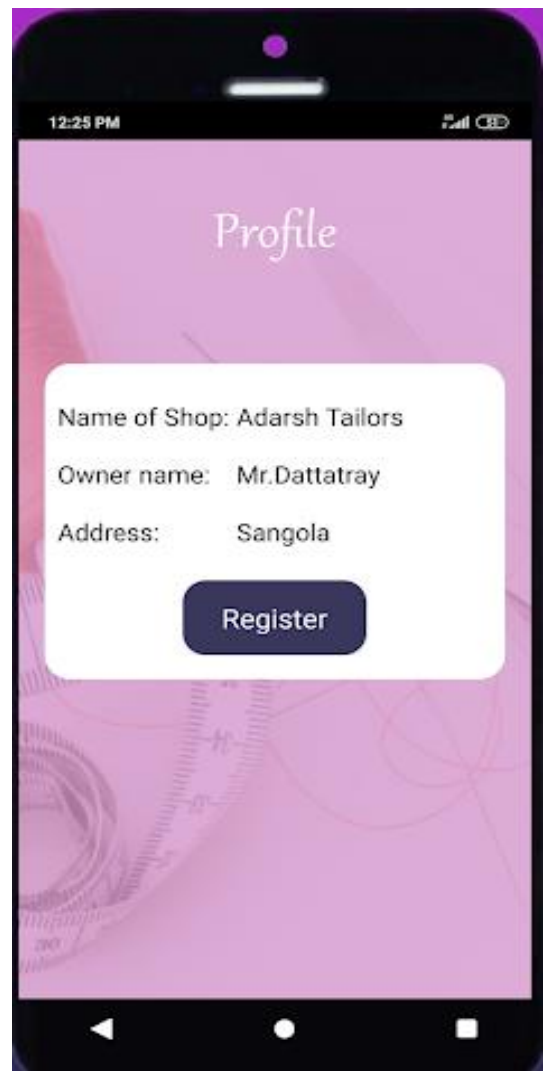 12:25 PM
Profile
Name of Shop: Adarsh Tailors
Owner name: Mr.Dattatray
Address: Sangola
Register